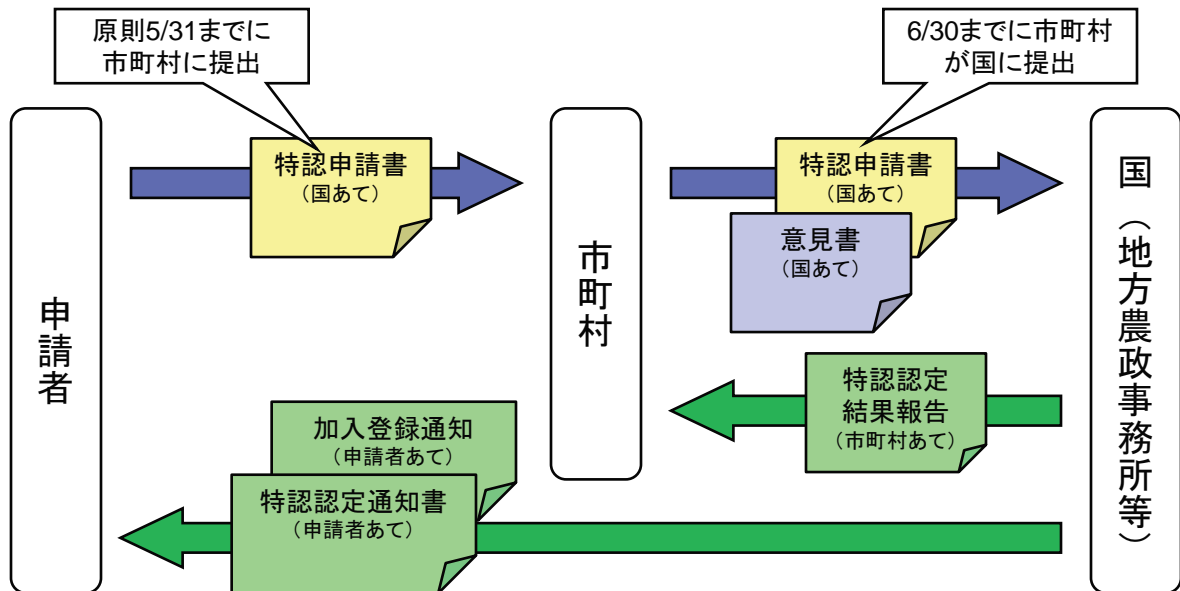 原則5/31までに
市町村に提出
6/30までに市町村
が国に提出
申請者
特認申請書
（国あて）
市町村
特認申請書
（国あて）
意見書
（国あて）
国（地方農政事務所等）
特認認定
結果報告
（市町村あて）
加入登録通知
（申請者あて）
特認認定通知書
（申請者あて）